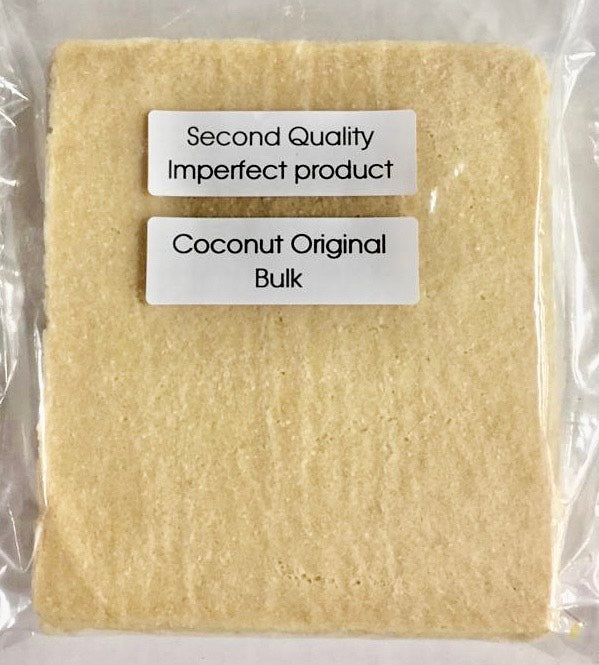 Second Quality
Imperfect product
Coconut Original
Bulk